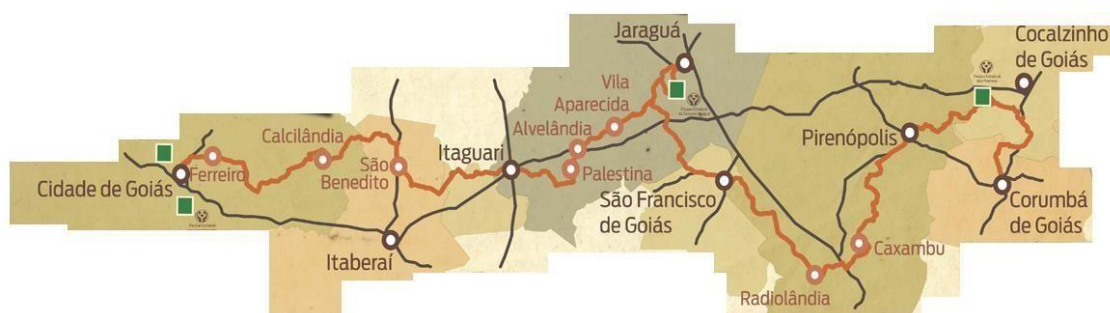 Cidade de Goiás
Ferreiro
Calcilândia
São
Benedito
Itaberaí
Itaguari
Palestina
Alvelândia
Vila
Aparecida
Jaraguá
São Francisco
de Goiás
Radiolândia
Caxambu
Pirenópolis
Cocalzinho
de Goiás
Corumbá
de Goiás